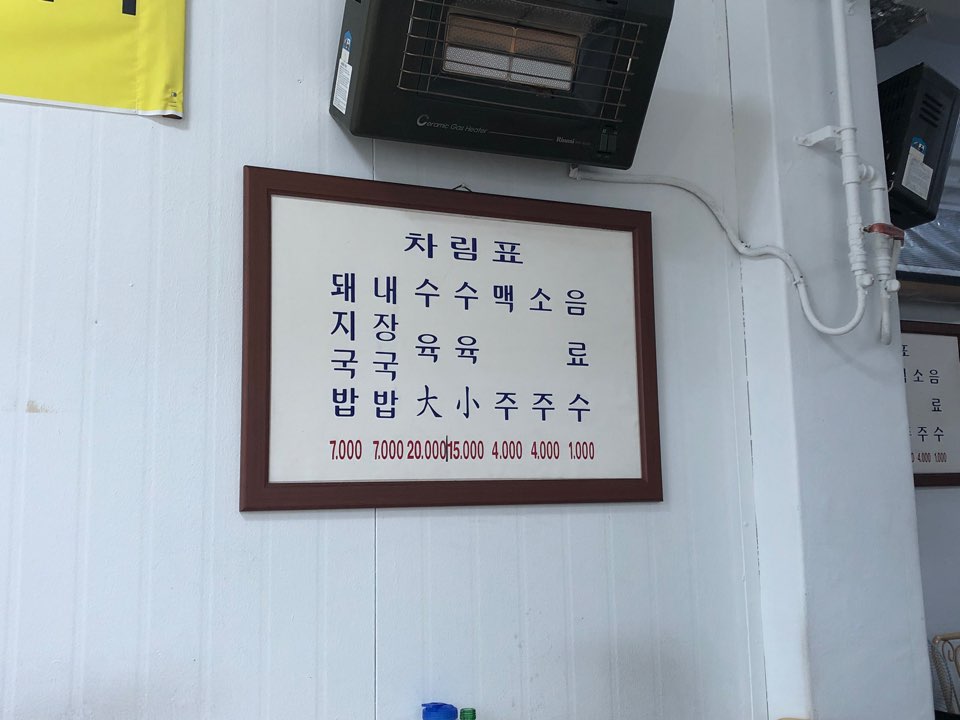 Ceramic Gas Heater
Rinnai
차림표
돼지국밥
내장국밥
수육大
수육小
맥주
소주
음료수
7.000 7.000 20.000 15.000 4.000 4.000 1.000
표
소음
료
주수
4.000 1.000